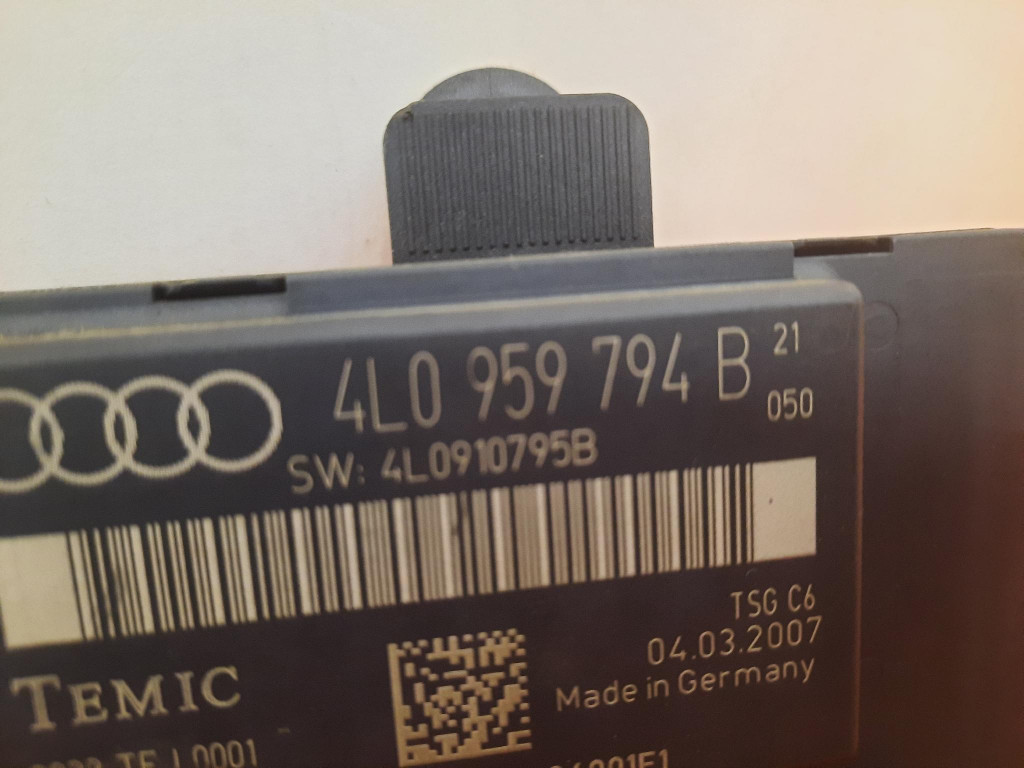 4L0 959 794 B 21
050
SW: 4L0910795B
TSG C6
04.03.2007
Made in Germany
TEMIC